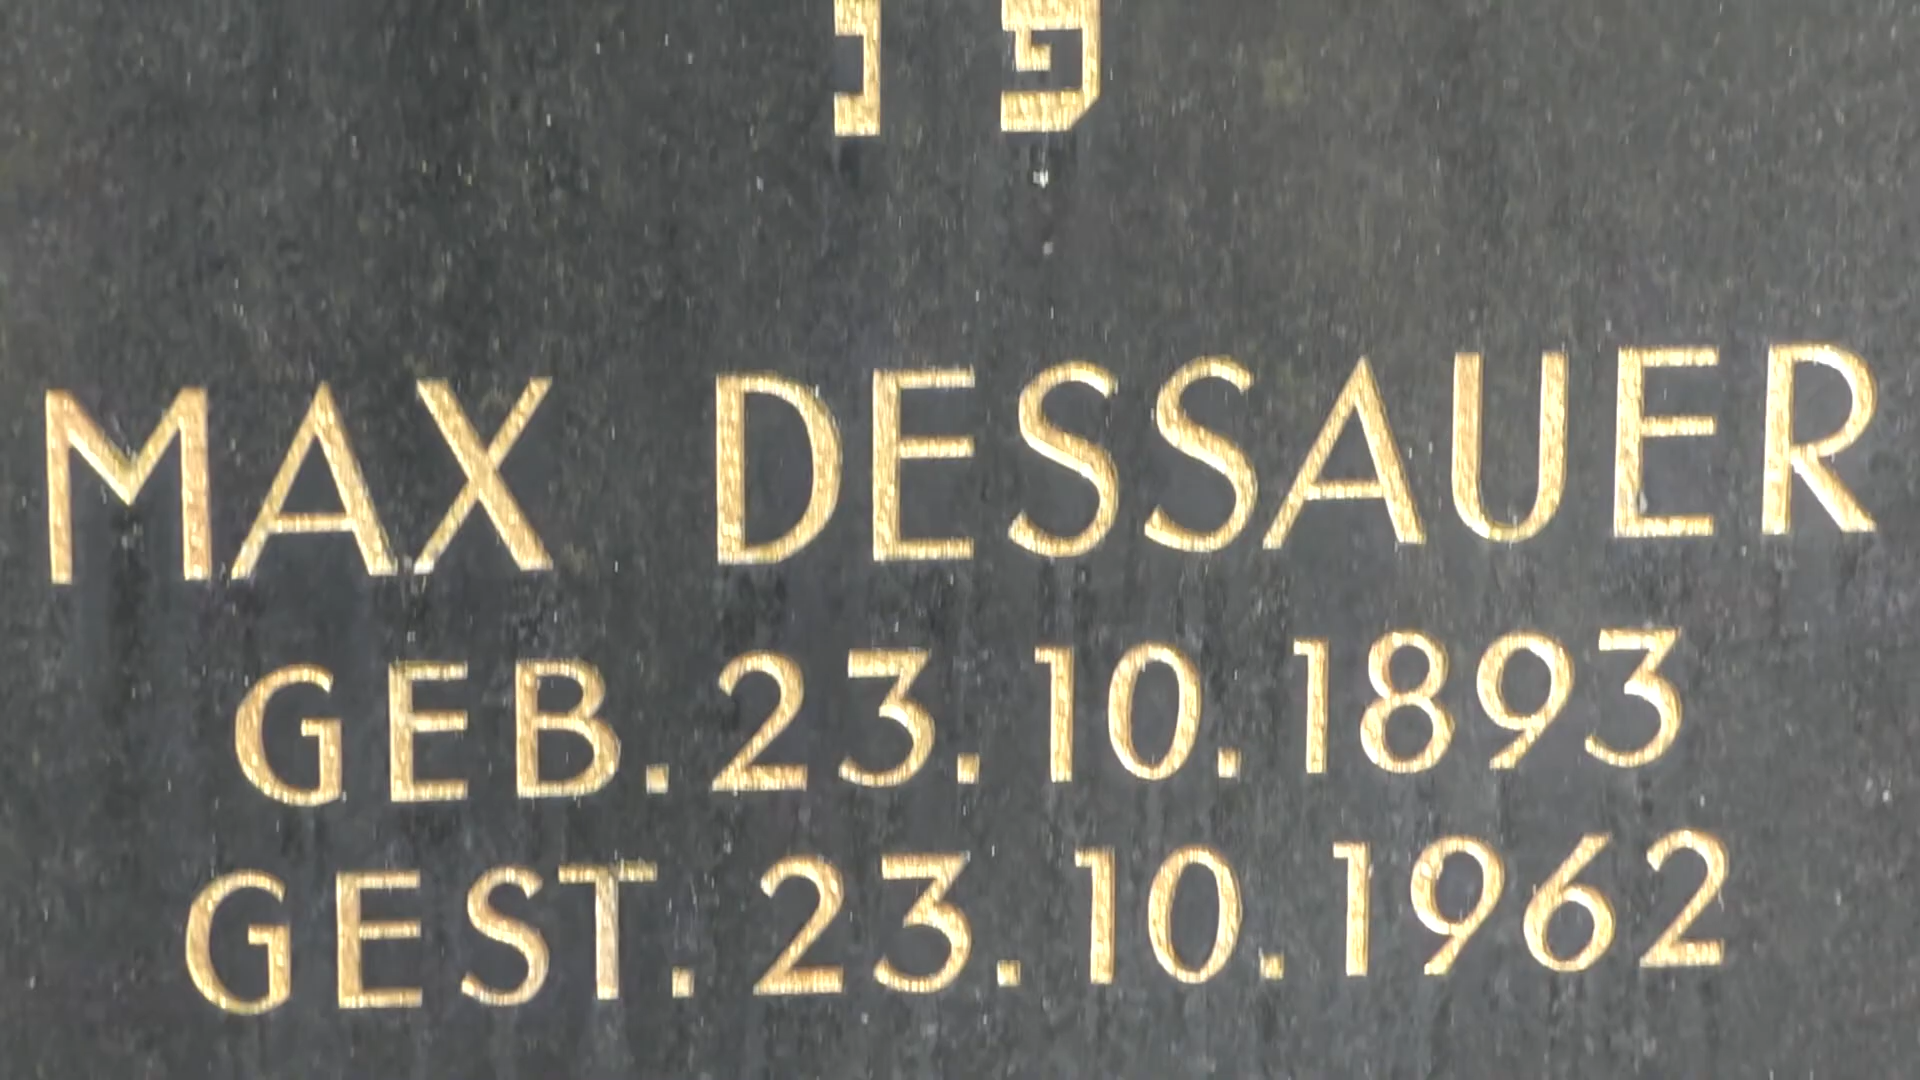 פ נ
MAX DESSAUER
GEB. 23.10.1893
GEST. 23.10.1962